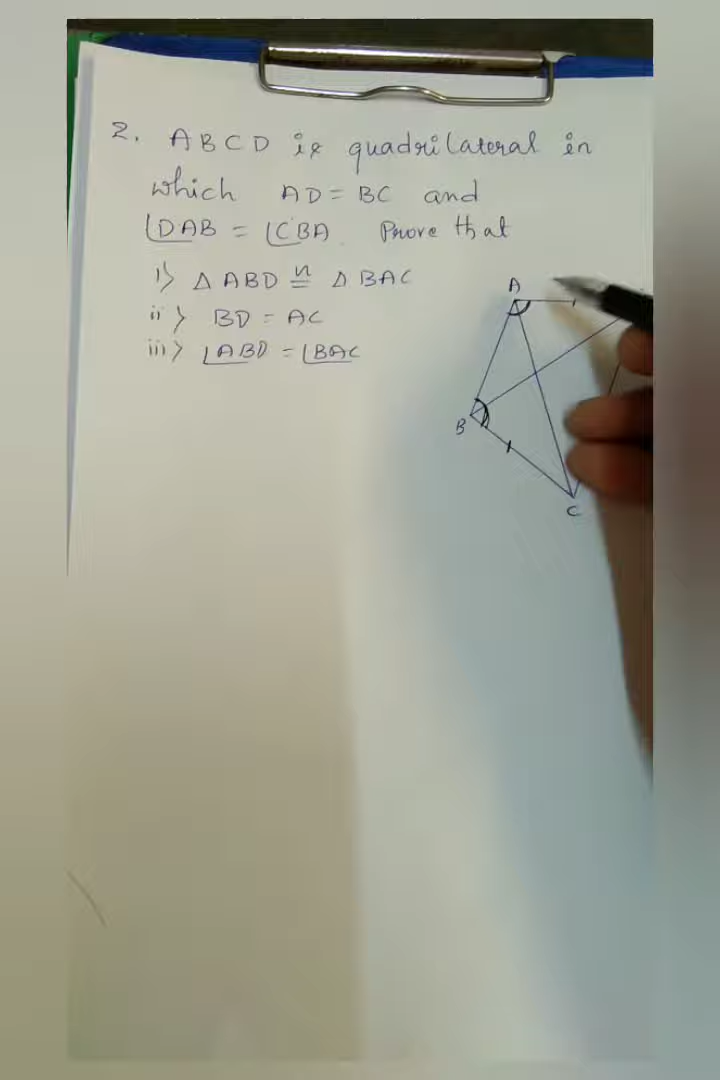 2. ABCD is quadrilateral in
which AD = BC and
∠DAB = ∠CBA. Prove that
i) △ABD ≅ △BAC
ii) BD = AC
iii) ∠ABD = ∠BAC
A
B
C